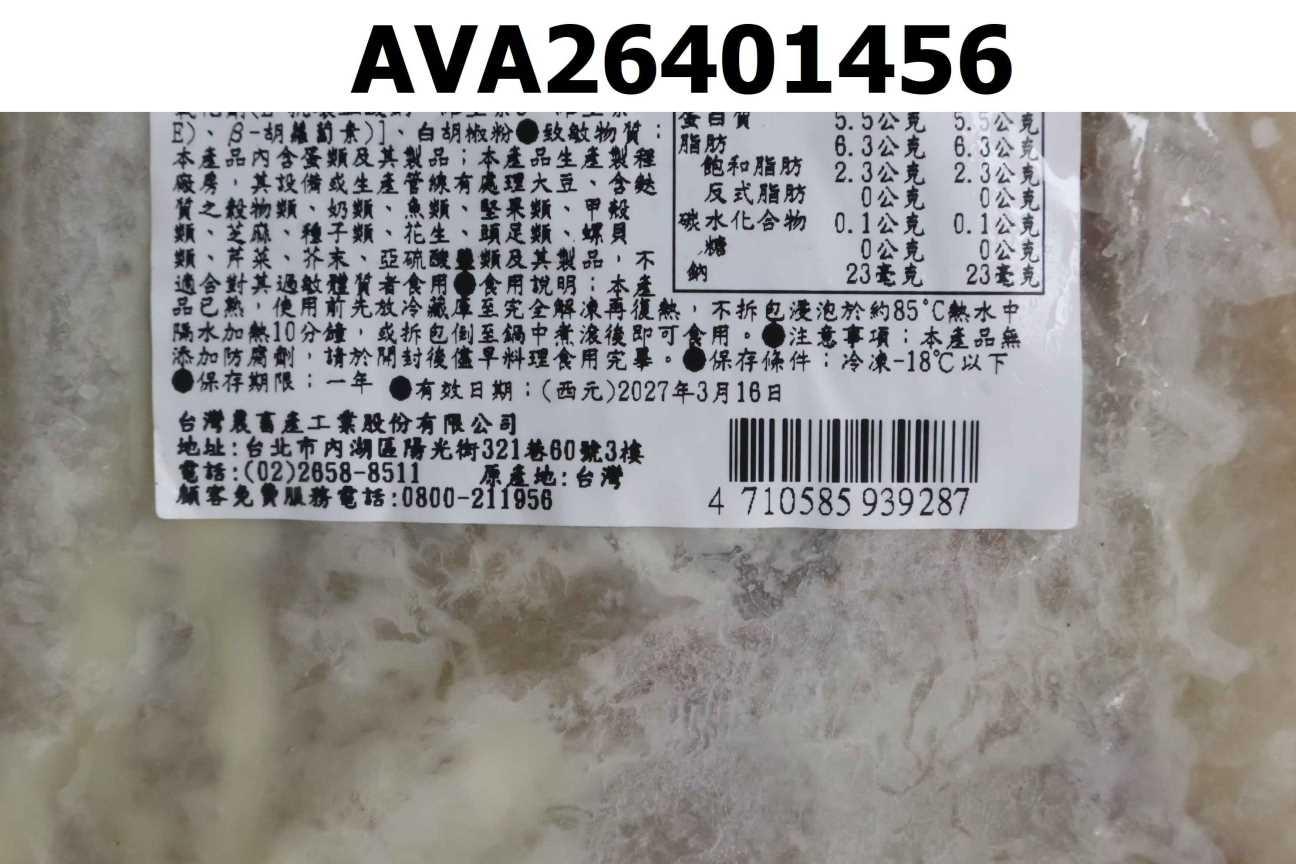 AVA26401456
E)、β-胡蘿蔔素)]、白胡椒粉●致敏物質：
本產品內含蛋類及其製品；本產品生產製程
廠房，其設備或生產管線有處理大豆、含麩
質之穀物類、奶類、魚類、堅果類、甲殼
類、芝麻、種子類、花生、頭足類、螺貝
類、芹菜、芥末、亞硫酸鹽類及其製品，不
適合對其過敏體質者食用●食用說明：本產
品已熟，使用前先放冷藏庫至完全解凍再復熱，不拆包浸泡於約85℃熱水中
隔水加熱10分鐘，或拆包倒至鍋中煮滾後即可食用。●注意事項：本產品無
添加防腐劑，請於開封後儘早料理食用完畢。●保存條件：冷凍-18℃以下
●保存期限：一年 ●有效日期：(西元)2027年3月16日
蛋白質 5.5公克 5.5公克
脂肪 6.3公克 6.3公克
飽和脂肪 2.3公克 2.3公克
反式脂肪 0公克 0公克
碳水化合物 0.1公克 0.1公克
糖 0公克 0公克
鈉 23毫克 23毫克
台灣農畜產工業股份有限公司
地址:台北市內湖區陽光街321巷60號3樓
電話:(02)2658-8511 原產地:台灣
顧客免費服務電話:0800-211956
4 710585 939287